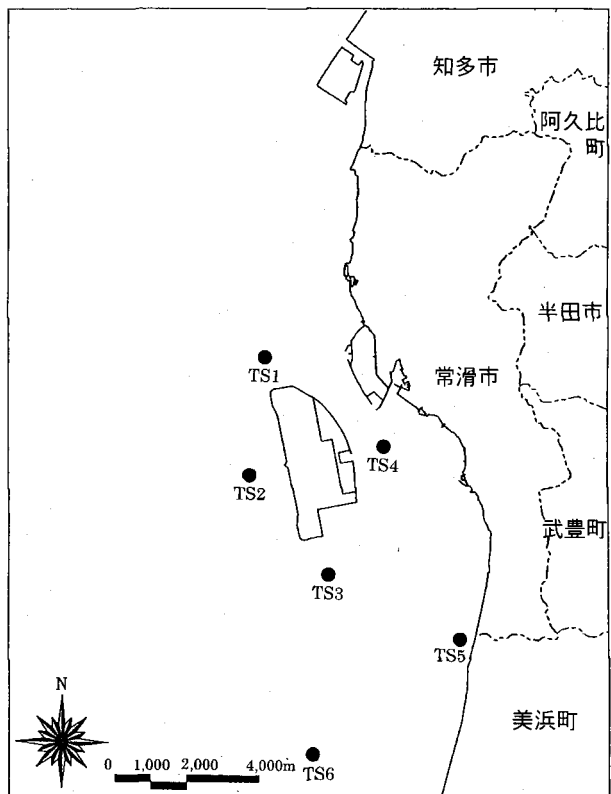 知多市
阿久比
町
半田市
常滑市
TS1
TS4
TS2
武豊町
TS3
TS5
美浜町
N
0 1,000 2,000 4,000m
TS6